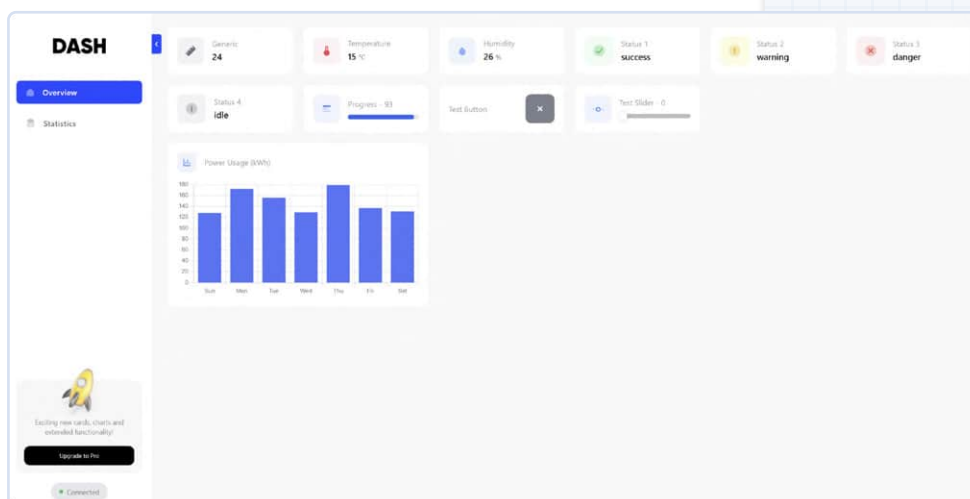 DASH
Overview
Statistics
Exciting new cards, charts and
extended functionality!
Upgrade to Pro
Connected
Generic
24
Temperature
15 °C
Humidity
26 %
Status 1
success
Status 2
warning
Status 3
danger
Status 4
idle
Progress - 93
Test Button
Test Slider - 0
Power Usage (kWh)
180
160
140
120
100
80
60
40
20
0
Sun Mon Tue Wed Thu Fri Sat